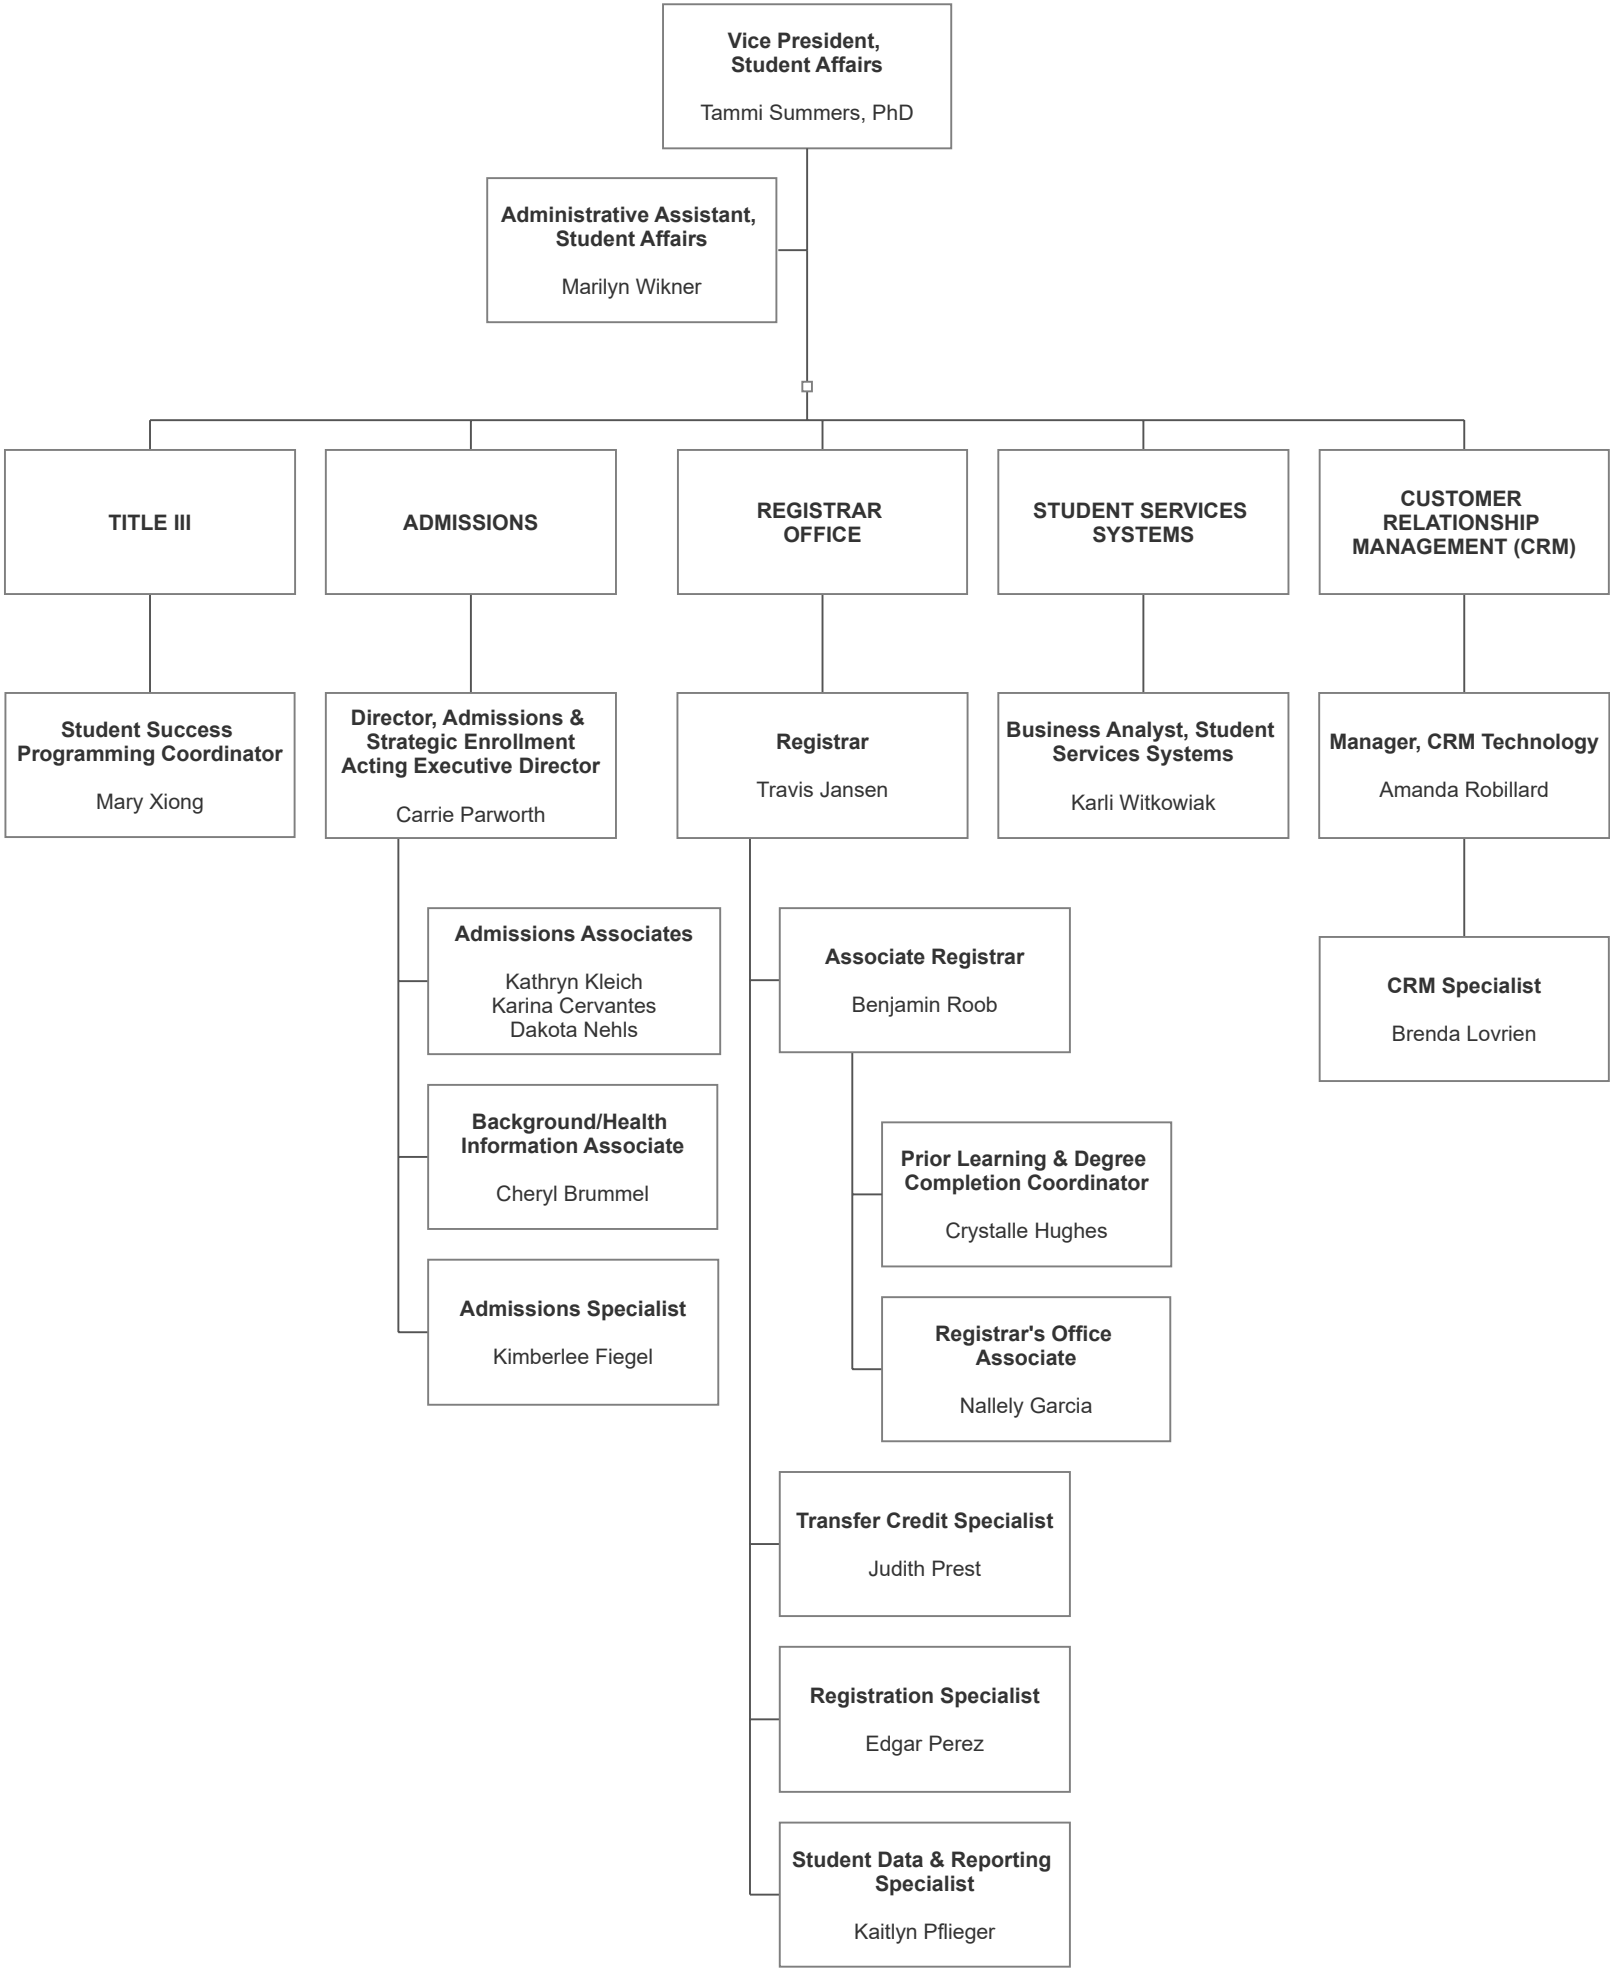 Vice President,
Student Affairs
Tammi Summers, PhD
Administrative Assistant,
Student Affairs
Marilyn Wikner
TITLE III
ADMISSIONS
REGISTRAR
OFFICE
STUDENT SERVICES
SYSTEMS
CUSTOMER
RELATIONSHIP
MANAGEMENT (CRM)
Student Success
Programming Coordinator
Mary Xiong
Director, Admissions &
Strategic Enrollment
Acting Executive Director
Carrie Parworth
Registrar
Travis Jansen
Business Analyst, Student
Services Systems
Karli Witkowiak
Manager, CRM Technology
Amanda Robillard
Admissions Associates
Kathryn Kleich
Karina Cervantes
Dakota Nehls
Background/Health
Information Associate
Cheryl Brummel
Admissions Specialist
Kimberlee Fiegel
Associate Registrar
Benjamin Roob
Prior Learning & Degree
Completion Coordinator
Crystalle Hughes
Registrar's Office
Associate
Nallely Garcia
Transfer Credit Specialist
Judith Prest
Registration Specialist
Edgar Perez
Student Data & Reporting
Specialist
Kaitlyn Pflieger
CRM Specialist
Brenda Lovrien